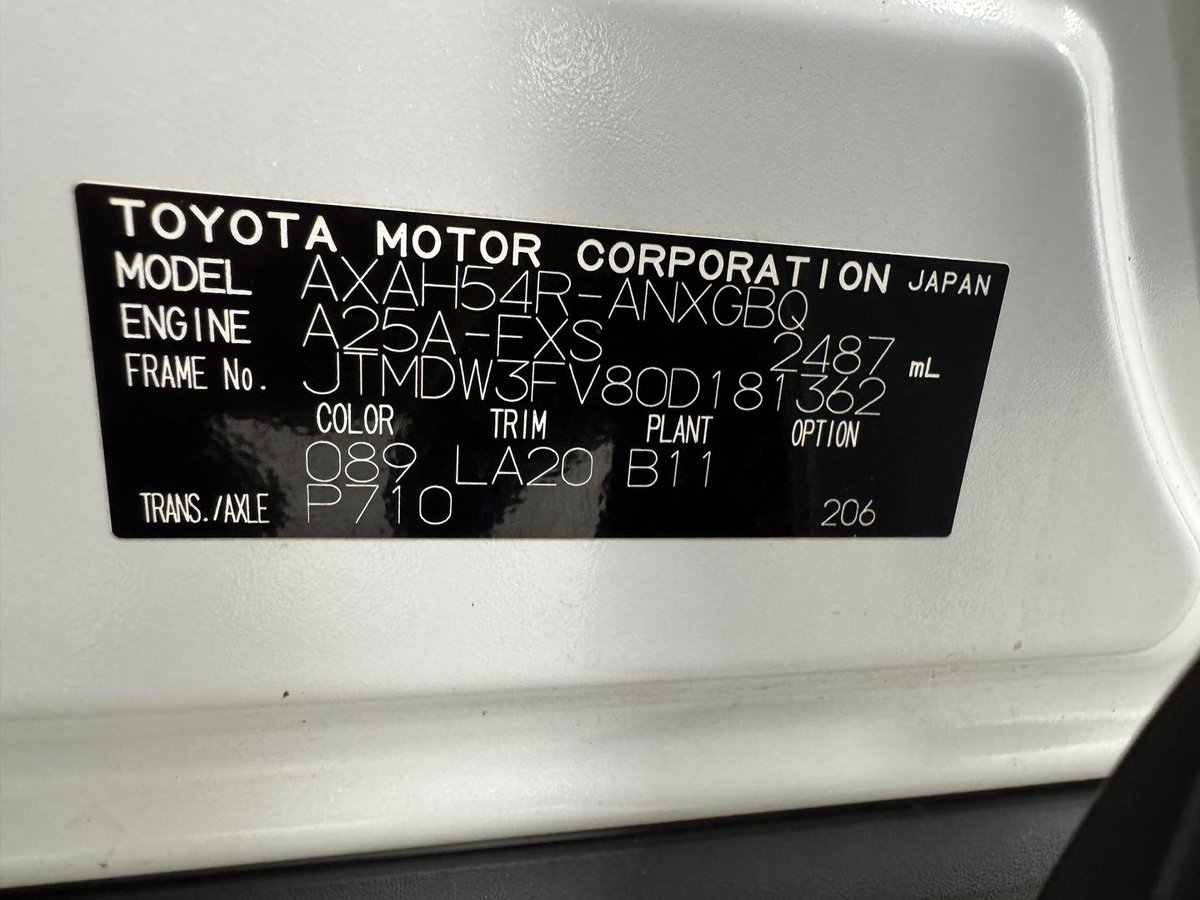 TOYOTA MOTOR CORPORATION JAPAN
MODEL AXAH54R-ANXGBQ
ENGINE A25A-FXS 2487 mL
FRAME No. JTMDW3FV80D181362
COLOR TRIM PLANT OPTION
089 LA20 B11
TRANS./AXLE P710 206